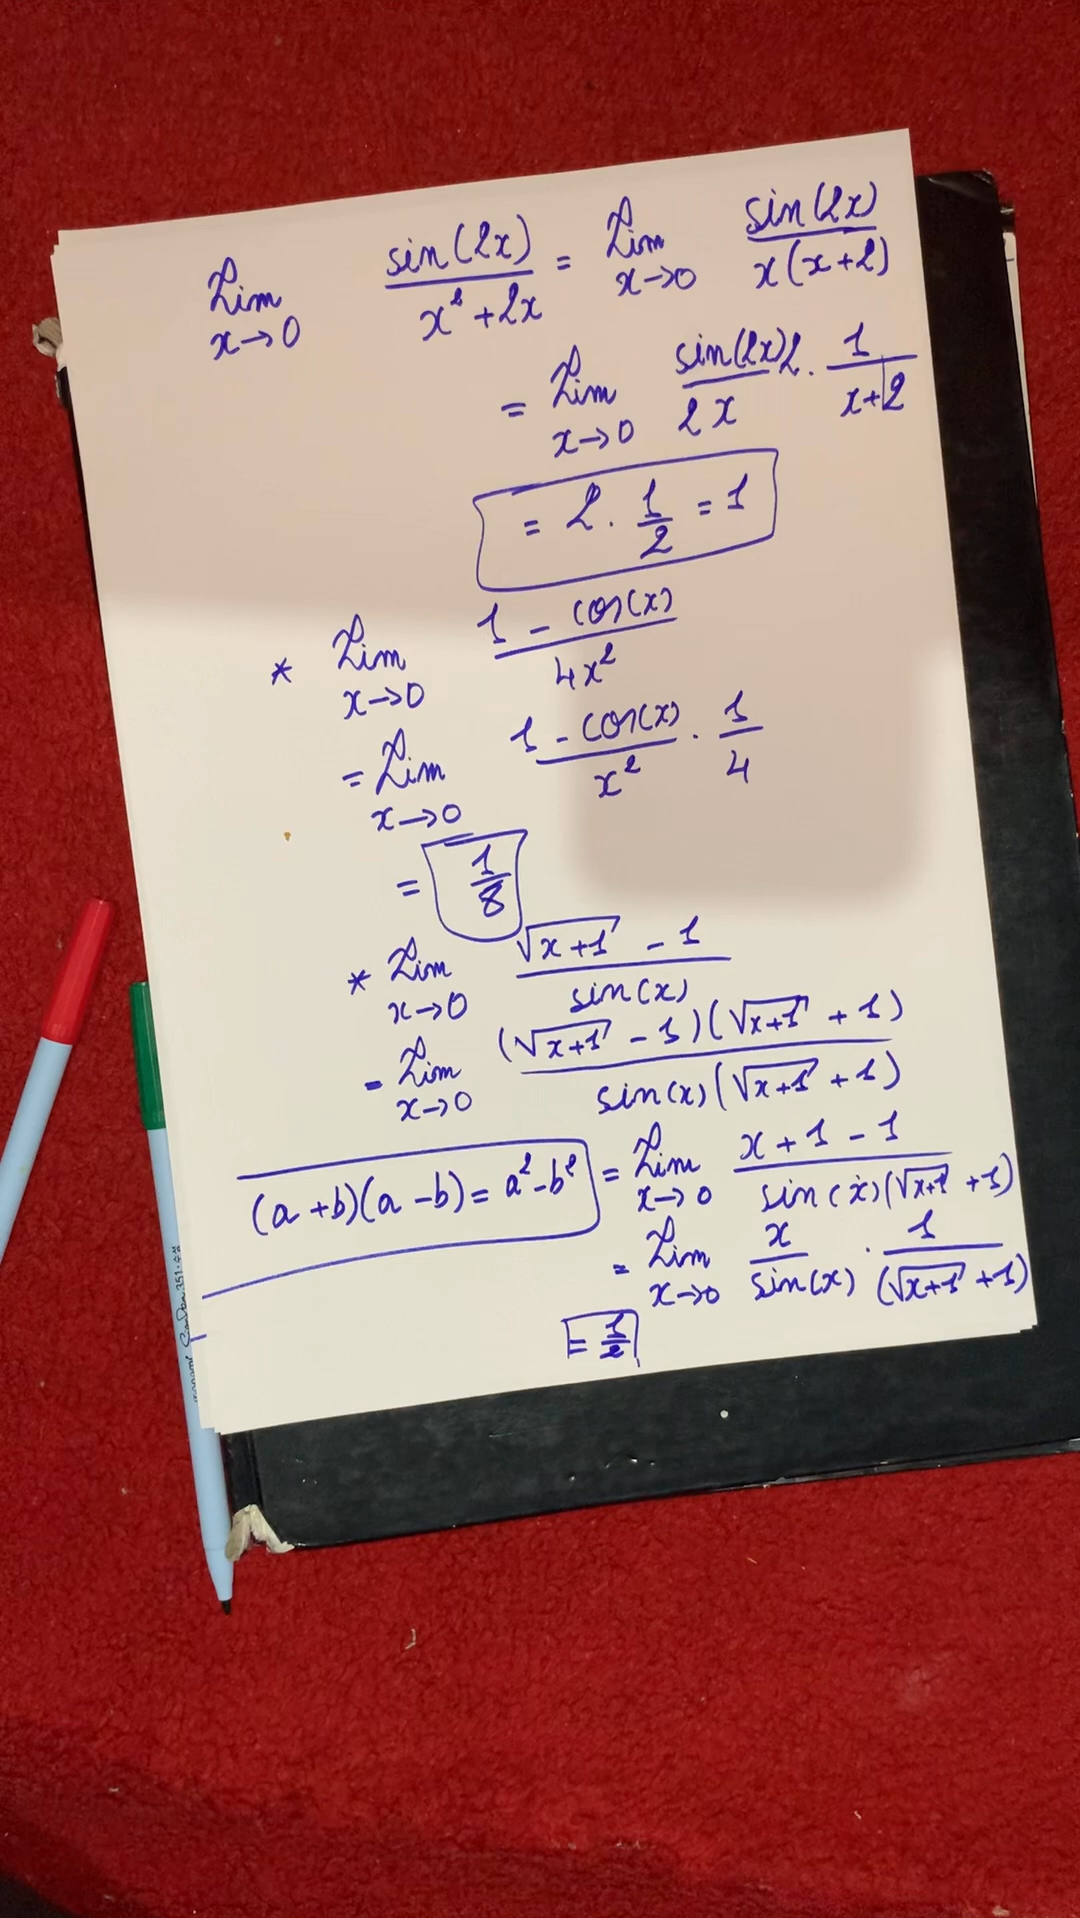 Lim x→0 sin(2x)/(x²+2x) = Lim x→0 sin(2x)/(x(x+2))
= Lim x→0 sin(2x)/(2x) 2 . 1/(x+2)
= 2 . 1/2 = 1
* Lim x→0 (1 - cos(x))/(4x²)
= Lim x→0 (1 - cos(x))/x² . 1/4
= 1/8
* Lim x→0 (√(x+1) - 1)/sin(x)
= Lim x→0 ((√(x+1) - 1)(√(x+1) + 1))/(sin(x)(√(x+1) + 1))
(a+b)(a-b) = a²-b²
= Lim x→0 (x+1-1)/(sin(x)(√(x+1) + 1))
= Lim x→0 x/sin(x) . 1/(√(x+1) + 1)
= 1/2